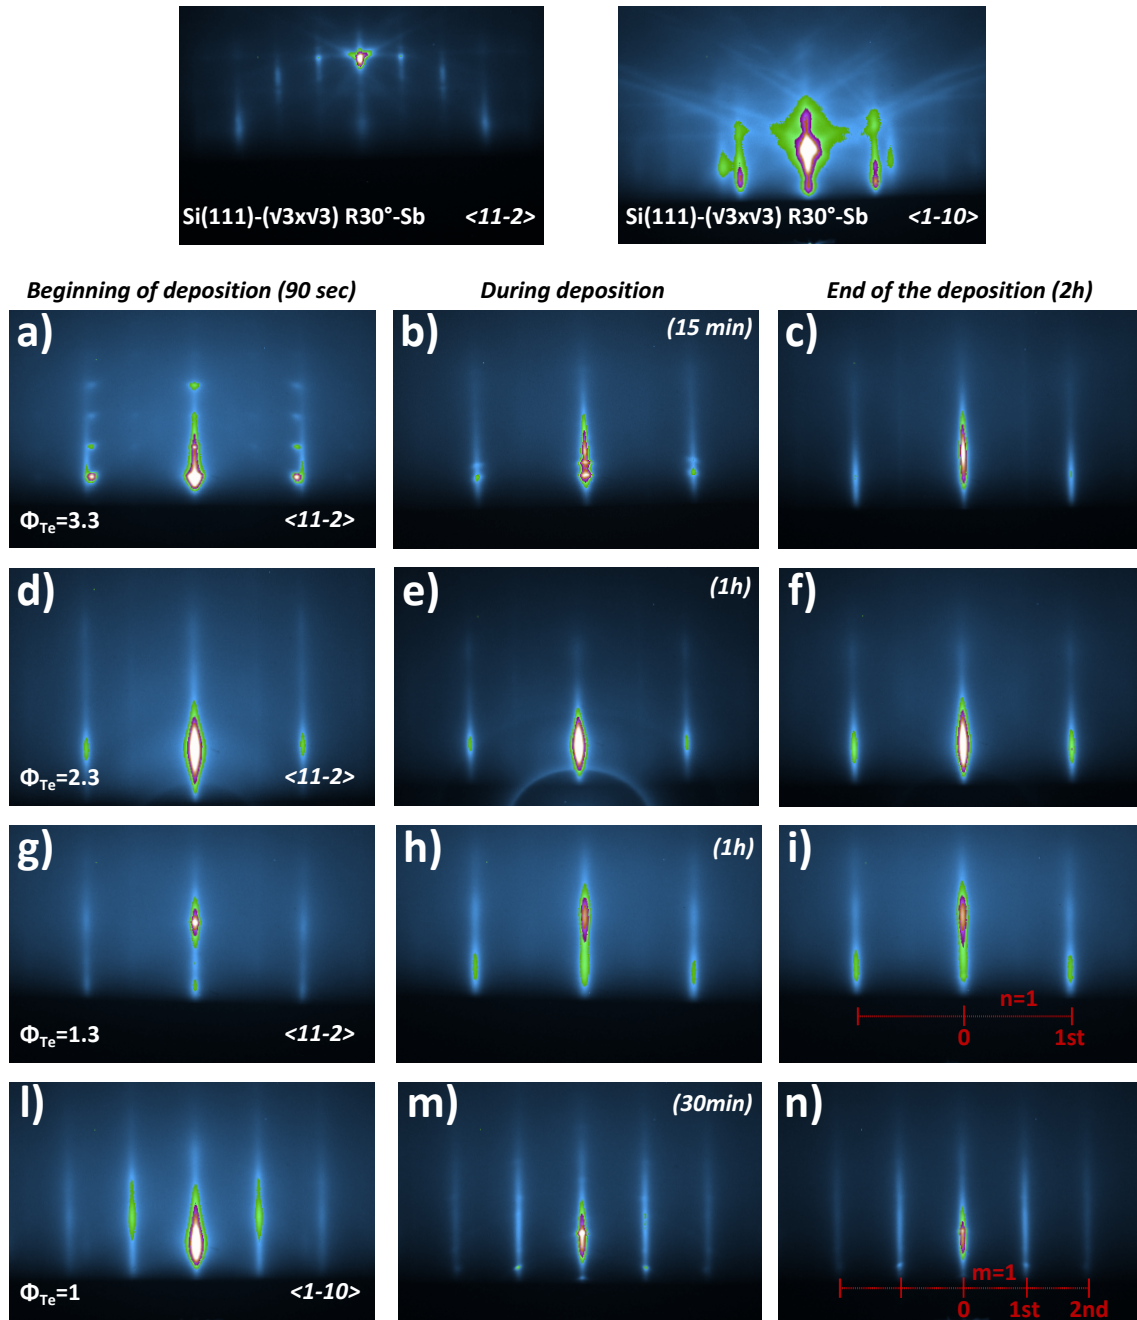 Si(111)-(√3x√3) R30°-Sb <11-2>
Si(111)-(√3x√3) R30°-Sb <1-10>
Beginning of deposition (90 sec)
During deposition
End of the deposition (2h)
a)
ΦTe=3.3 <11-2>
b)
(15 min)
c)
d)
ΦTe=2.3 <11-2>
e)
(1h)
f)
g)
ΦTe=1.3 <11-2>
h)
(1h)
i)
n=1
0 1st
l)
ΦTe=1 <1-10>
m)
(30min)
n)
m=1
0 1st 2nd